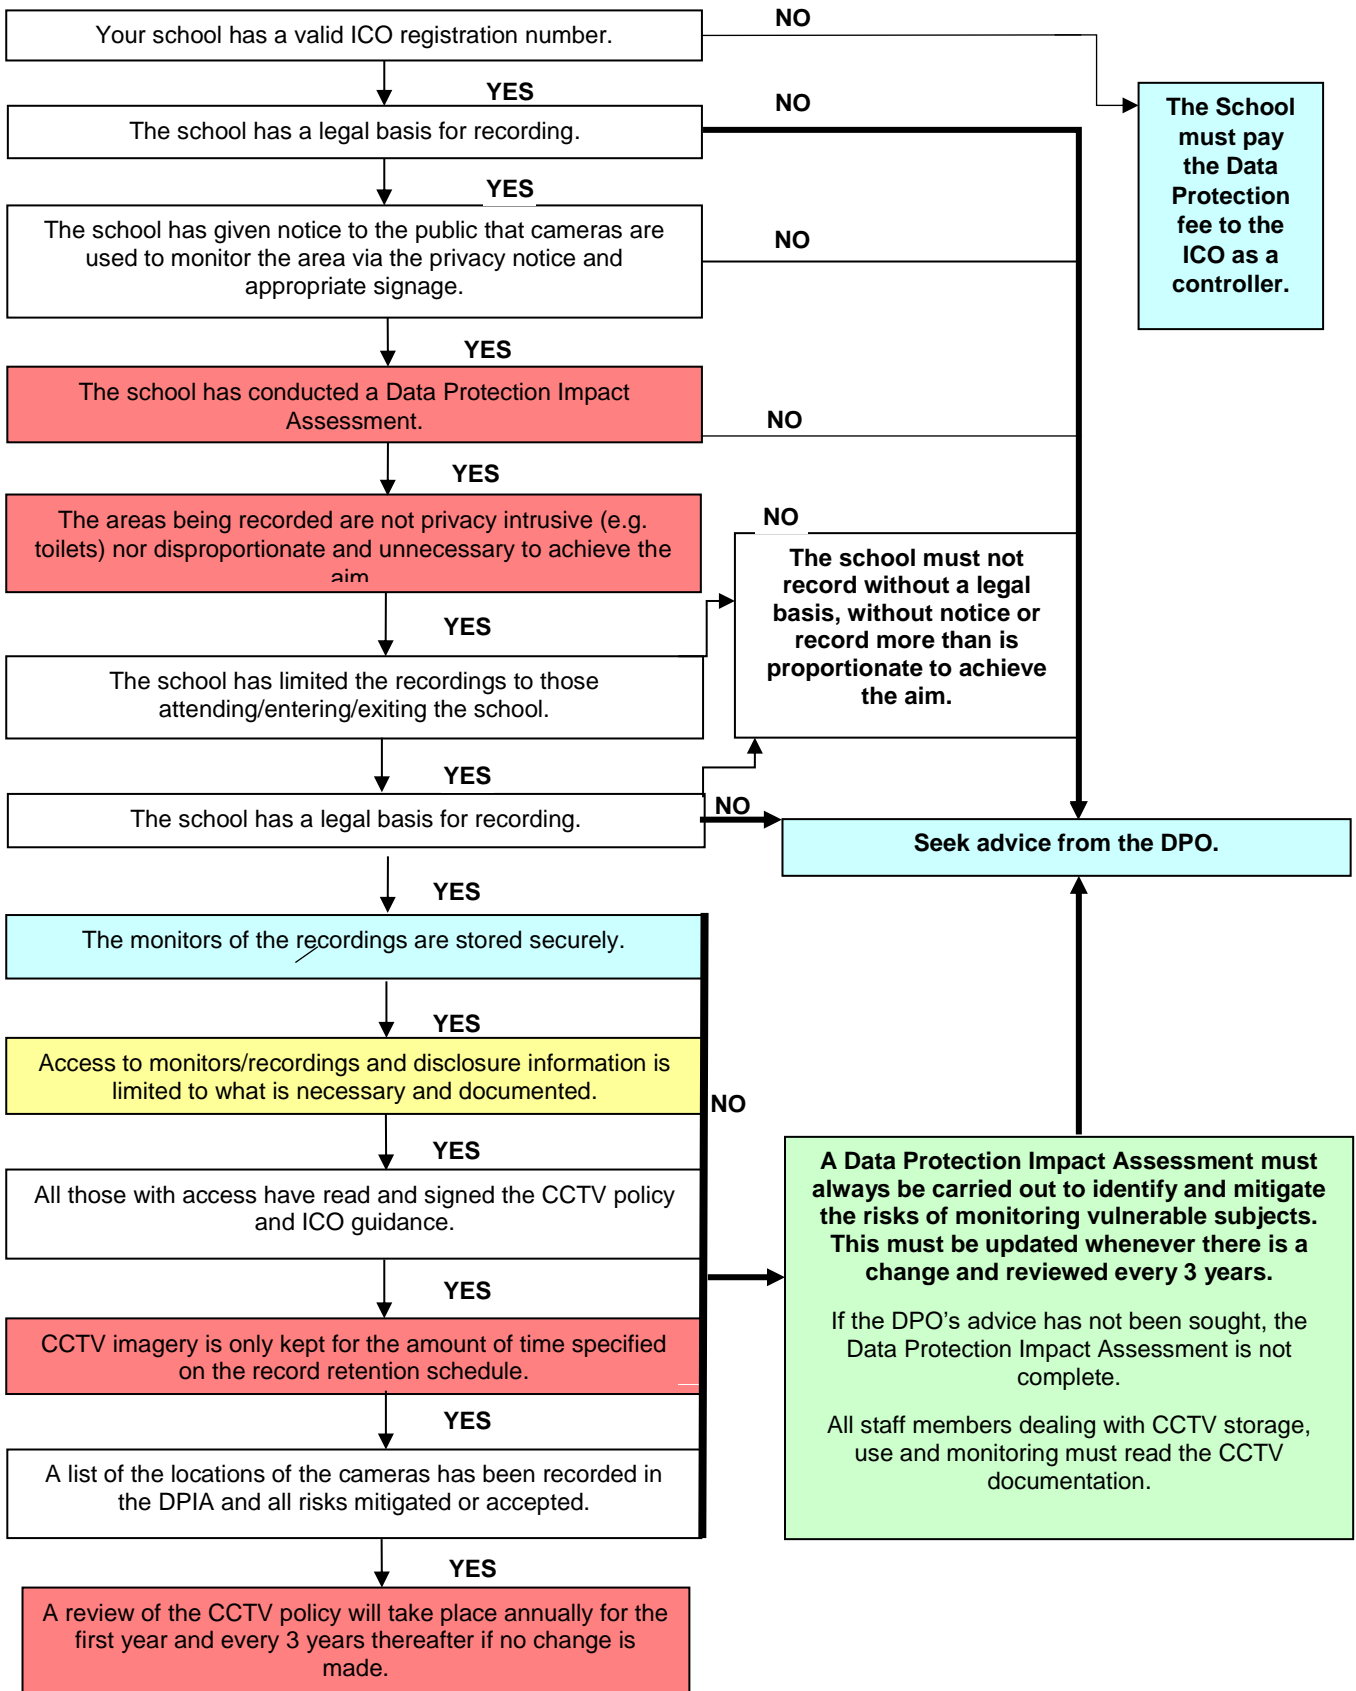 NO
Your school has a valid ICO registration number.
YES
NO
The school has a legal basis for recording.
The School
must pay
the Data
Protection
fee to the
ICO as a
controller.
YES
The school has given notice to the public that cameras are
used to monitor the area via the privacy notice and
appropriate signage.
NO
YES
The school has conducted a Data Protection Impact
Assessment.
NO
YES
The areas being recorded are not privacy intrusive (e.g.
toilets) nor disproportionate and unnecessary to achieve the
aim
NO
The school must not
record without a legal
basis, without notice or
record more than is
proportionate to achieve
the aim.
YES
The school has limited the recordings to those
attending/entering/exiting the school.
YES
The school has a legal basis for recording.
NO
Seek advice from the DPO.
YES
The monitors of the recordings are stored securely.
YES
Access to monitors/recordings and disclosure information is
limited to what is necessary and documented.
NO
YES
All those with access have read and signed the CCTV policy
and ICO guidance.
A Data Protection Impact Assessment must
always be carried out to identify and mitigate
the risks of monitoring vulnerable subjects.
This must be updated whenever there is a
change and reviewed every 3 years.
If the DPO's advice has not been sought, the
Data Protection Impact Assessment is not
complete.
All staff members dealing with CCTV storage,
use and monitoring must read the CCTV
documentation.
YES
CCTV imagery is only kept for the amount of time specified
on the record retention schedule.
YES
A list of the locations of the cameras has been recorded in
the DPIA and all risks mitigated or accepted.
YES
A review of the CCTV policy will take place annually for the
first year and every 3 years thereafter if no change is
made.